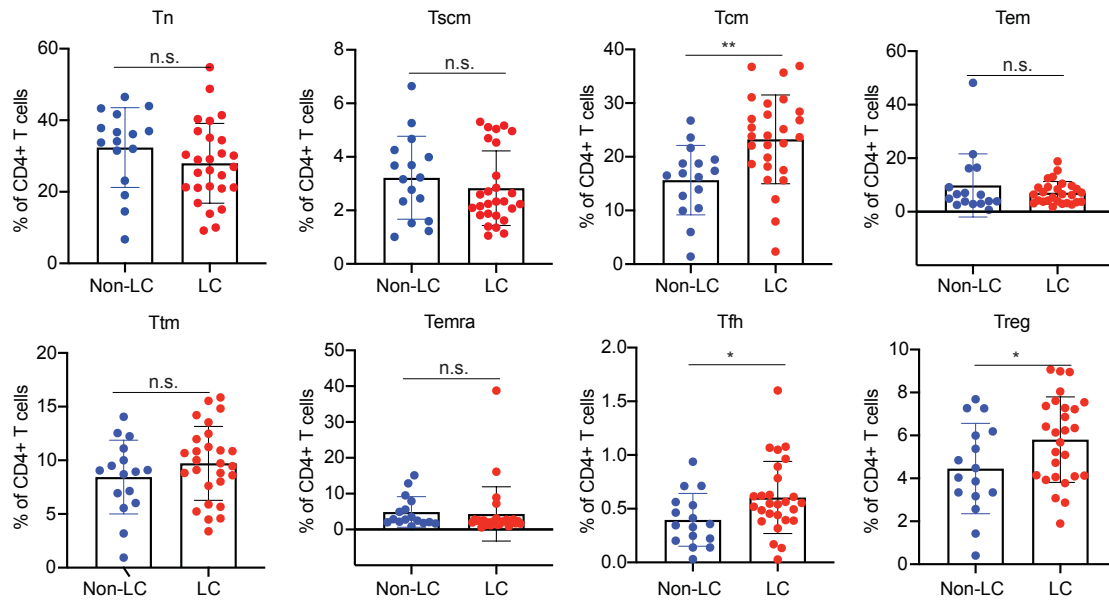 Tn
n.s.
% of CD4+ T cells
60
40
20
0
Non-LC
LC
Tscm
n.s.
% of CD4+ T cells
8
6
4
2
0
Non-LC
LC
Tcm
**
% of CD4+ T cells
40
30
20
10
0
Non-LC
LC
Tem
n.s.
% of CD4+ T cells
60
40
20
0
Non-LC
LC
Ttm
n.s.
% of CD4+ T cells
15
10
5
0
20
Non-LC
LC
Temra
n.s.
% of CD4+ T cells
50
40
30
20
10
0
Non-LC
LC
Tfh
*
% of CD4+ T cells
2.0
1.5
1.0
0.5
0.0
Non-LC
LC
Treg
*
% of CD4+ T cells
10
8
6
4
2
0
Non-LC
LC